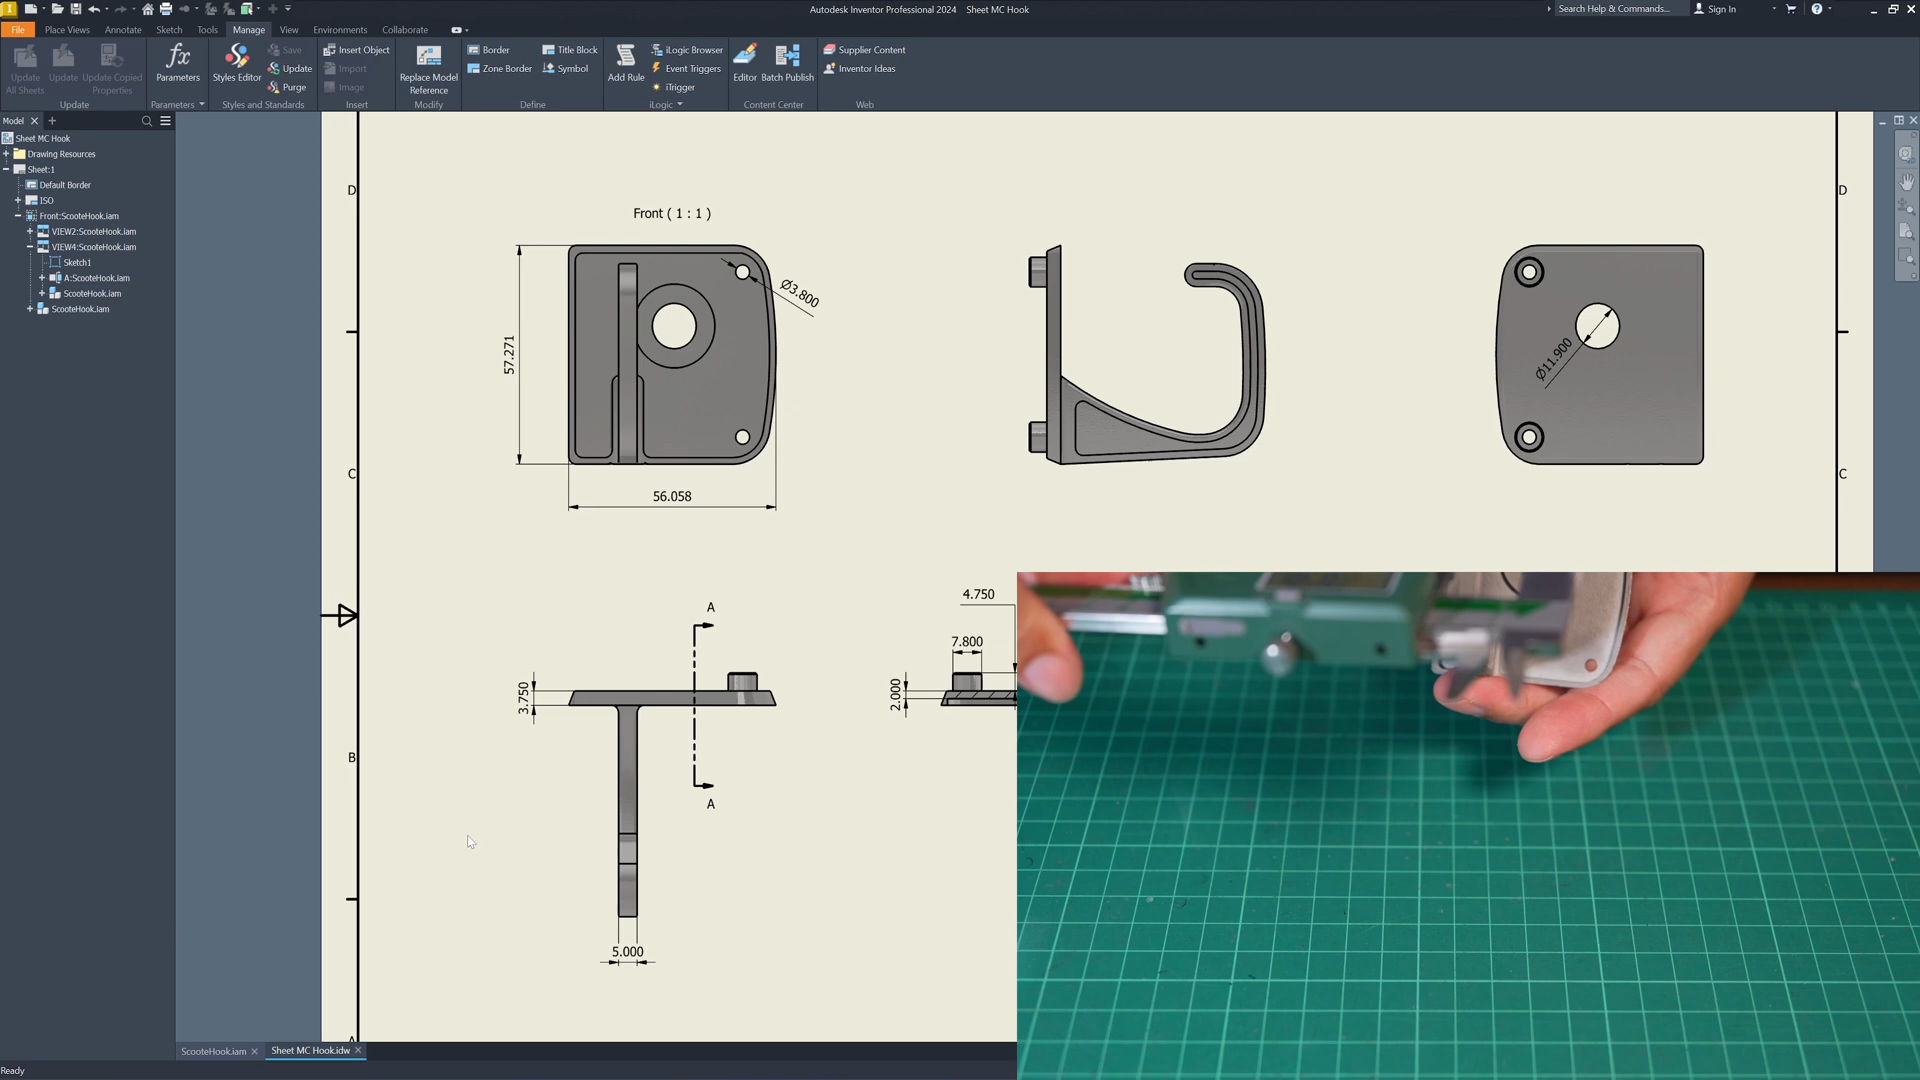 Autodesk Inventor Professional 2024 Sheet MC Hook
Search Help & Commands...
Sign In
File
Place Views
Annotate
Sketch
Tools
Manage
View
Environments
Collaborate
Update All Sheets
Update
Update Copied Properties
Update
fx
Parameters
Parameters
Styles Editor
Save
Update
Purge
Styles and Standards
Insert Object
Import
Image
Insert
Replace Model Reference
Modify
Border
Zone Border
Title Block
Symbol
Define
Add Rule
iLogic Browser
Event Triggers
iTrigger
iLogic
Editor
Batch Publish
Content Center
Supplier Content
Inventor Ideas
Web
Model
Sheet MC Hook
Drawing Resources
Sheet:1
Default Border
ISO
Front:ScooteHook.iam
VIEW2:ScooteHook.iam
VIEW4:ScooteHook.iam
Sketch1
A:ScooteHook.iam
ScooteHook.iam
ScooteHook.iam
D
D
Front ( 1 : 1 )
Ø3.800
57.271
Ø11.900
C
C
56.058
4.750
A
7.800
3.750
2.000
B
A
5.000
ScooteHook.iam
Sheet MC Hook.idw
Ready